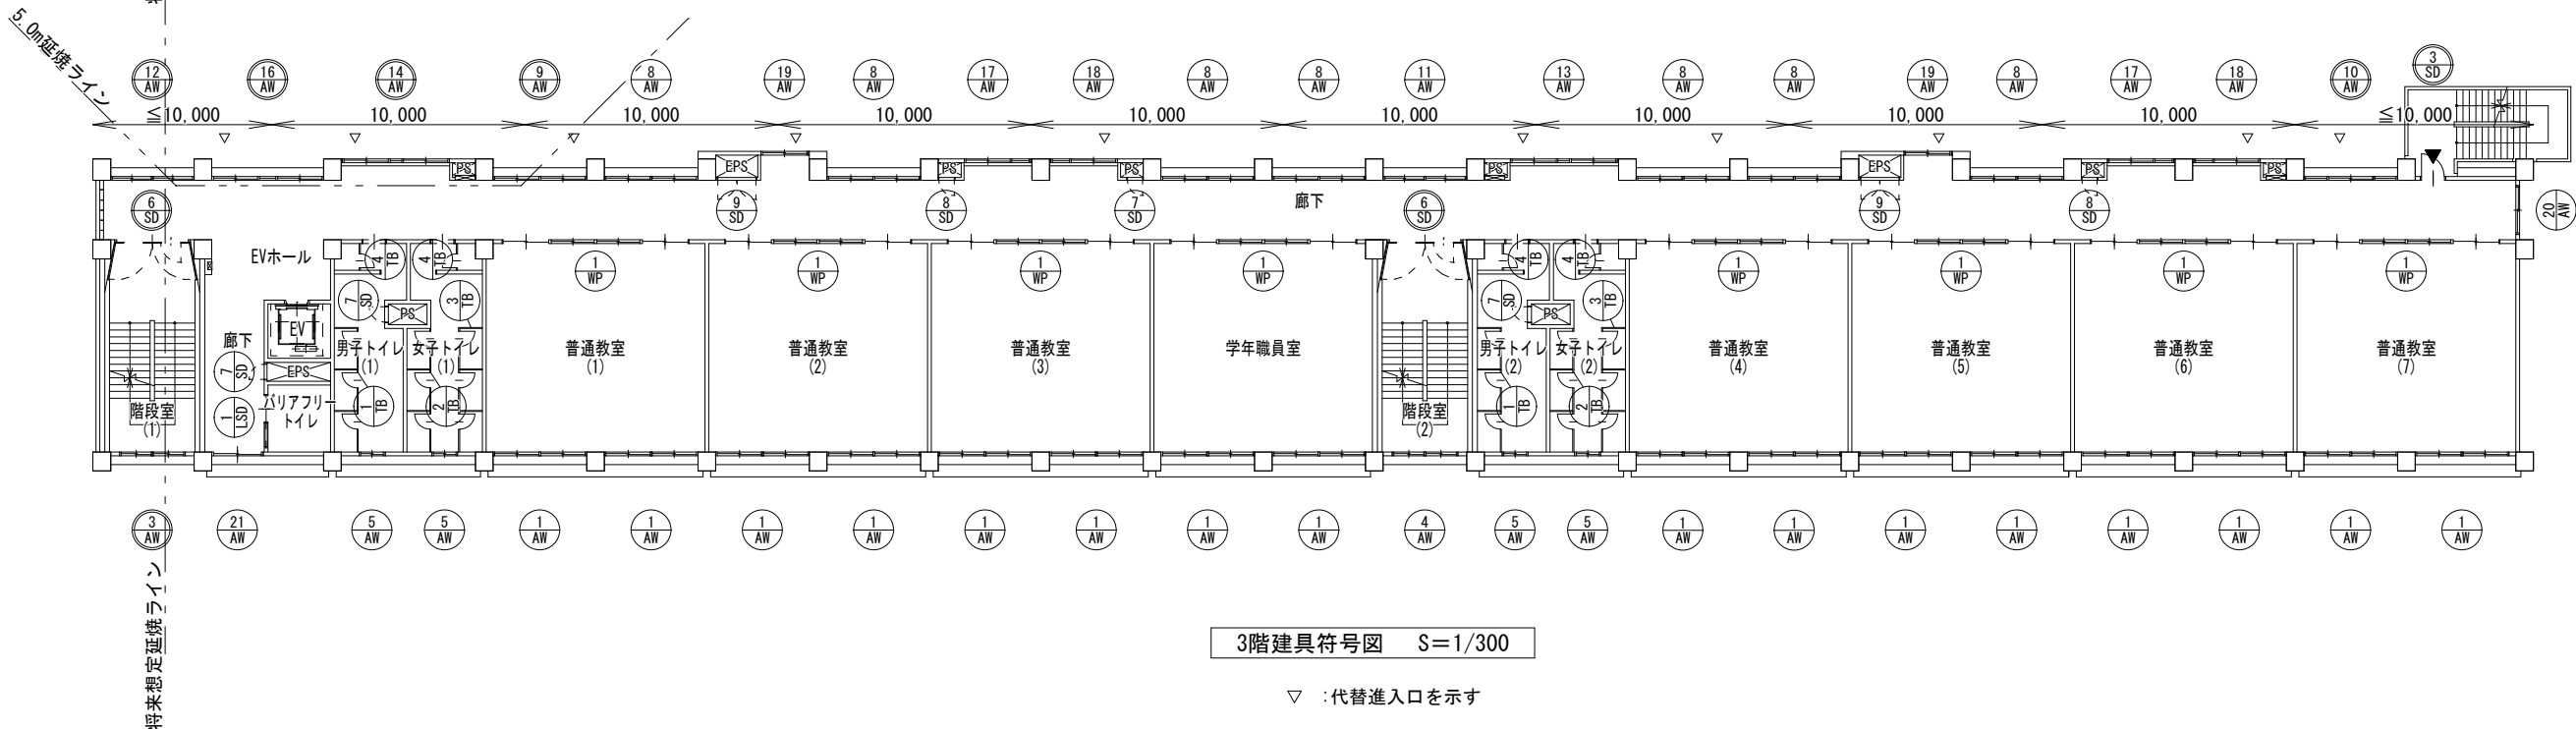 5.0m延焼ライン
12 AW
16 AW
14 AW
9 AW
8 AW
19 AW
8 AW
17 AW
18 AW
8 AW
8 AW
11 AW
13 AW
8 AW
8 AW
19 AW
8 AW
17 AW
18 AW
10 AW
3 SD
≦10,000
10,000
10,000
10,000
10,000
10,000
10,000
10,000
10,000
≦10,000
PS
EPS
PS
PS
PS
EPS
PS
PS
6 SD
9 SD
8 SD
7 SD
廊下
6 SD
9 SD
8 SD
20 AW
EVホール
4 TB
4 TB
1 WP
1 WP
1 WP
1 WP
4 TB
4 TB
1 WP
1 WP
1 WP
1 WP
7 SD
3 TB
PS
7 SD
3 TB
PS
EV
廊下
男子トイレ
(1)
女子トイレ
(1)
普通教室
(1)
普通教室
(2)
普通教室
(3)
学年職員室
男子トイレ
(2)
女子トイレ
(2)
普通教室
(4)
普通教室
(5)
普通教室
(6)
普通教室
(7)
7 SD
EPS
階段室
(1)
1 LSD
バリアフリー
トイレ
1 TB
2 TB
階段室
(2)
1 TB
2 TB
3 AW
21 AW
5 AW
5 AW
1 AW
1 AW
1 AW
1 AW
1 AW
1 AW
1 AW
1 AW
4 AW
5 AW
5 AW
1 AW
1 AW
1 AW
1 AW
1 AW
1 AW
1 AW
1 AW
将来想定延焼ライン
3階建具符号図 S=1/300
▽ :代替進入口を示す